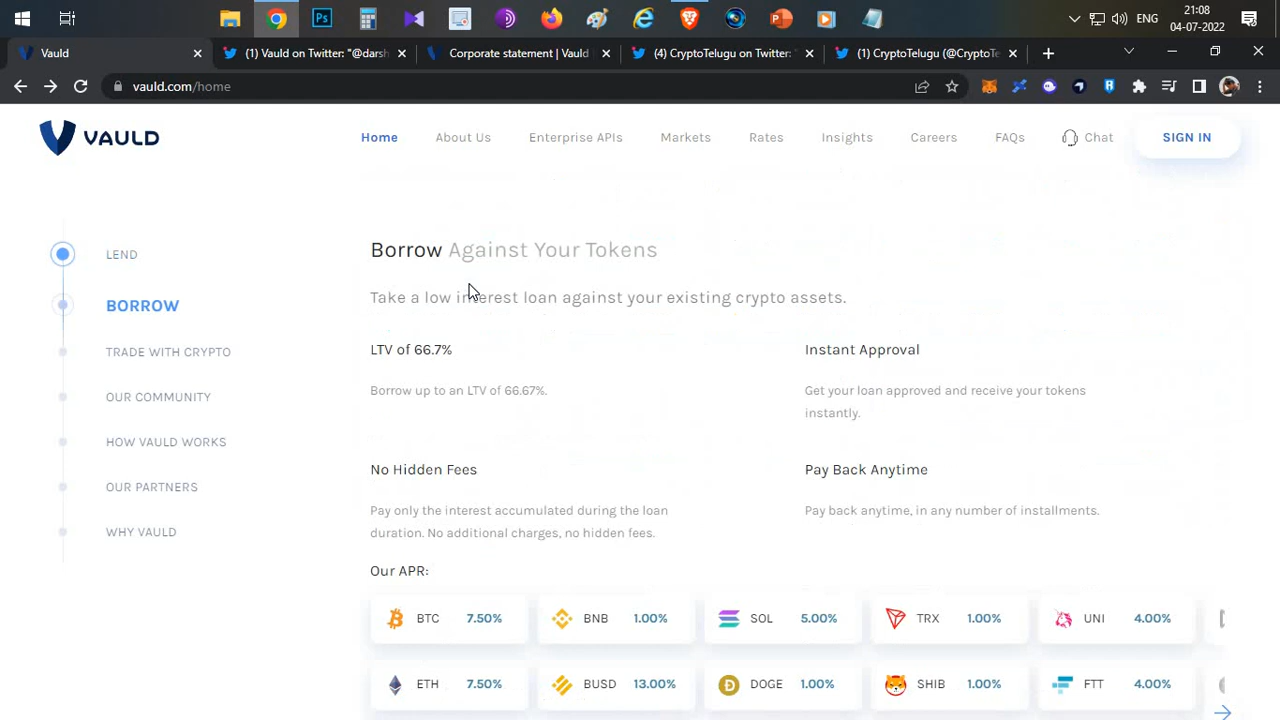 21:08
ENG
04-07-2022
Vauld
(1) Vauld on Twitter: "@darsh
Corporate statement | Vauld
(4) CryptoTelugu on Twitter:
(1) CryptoTelugu (@CryptoTe
vauld.com/home
VAULD
Home
About Us
Enterprise APIs
Markets
Rates
Insights
Careers
FAQs
Chat
SIGN IN
LEND
BORROW
TRADE WITH CRYPTO
OUR COMMUNITY
HOW VAULD WORKS
OUR PARTNERS
WHY VAULD
Borrow Against Your Tokens
Take a low interest loan against your existing crypto assets.
LTV of 66.7%
Borrow up to an LTV of 66.67%.
Instant Approval
Get your loan approved and receive your tokens
instantly.
No Hidden Fees
Pay only the interest accumulated during the loan
duration. No additional charges, no hidden fees.
Pay Back Anytime
Pay back anytime, in any number of installments.
Our APR:
BTC 7.50%
BNB 1.00%
SOL 5.00%
TRX 1.00%
UNI 4.00%
ETH 7.50%
BUSD 13.00%
DOGE 1.00%
SHIB 1.00%
FTT 4.00%